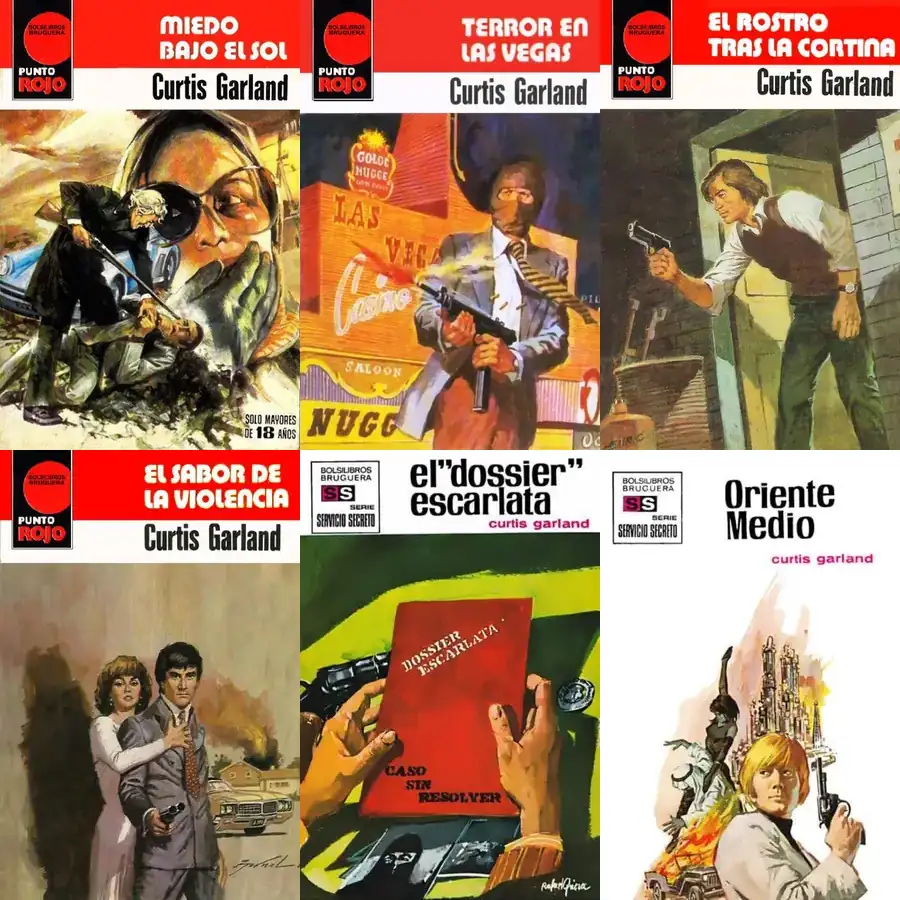 BOLSILIBROS
BRUGUERA
PUNTO
ROJO
MIEDO
BAJO EL SOL
Curtis Garland
SOLO MAYORES
DE 18 AÑOS
BOLSILIBROS
BRUGUERA
PUNTO
ROJO
TERROR EN
LAS VEGAS
Curtis Garland
GOLDE
NUGGE
LAS
VEGA
Casino
SALOON
NUGG
BOLSILIBROS
BRUGUERA
PUNTO
ROJO
EL ROSTRO
TRAS LA CORTINA
Curtis Garland
BOLSILIBROS
BRUGUERA
PUNTO
ROJO
EL SABOR DE
LA VIOLENCIA
Curtis Garland
BOLSILIBROS
BRUGUERA
SS
SERIE
SERVICIO SECRETO
el"dossier"
escarlata
curtis garland
DOSSIER
ESCARLATA
CASO
SIN
RESOLVER
BOLSILIBROS
BRUGUERA
SS
SERIE
SERVICIO SECRETO
Oriente
Medio
curtis garland